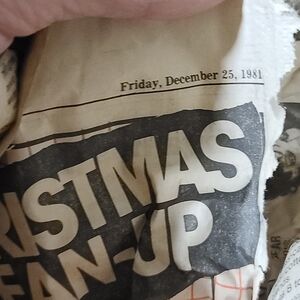 Friday, December 25, 1981
RISTMAS
EAN-UP